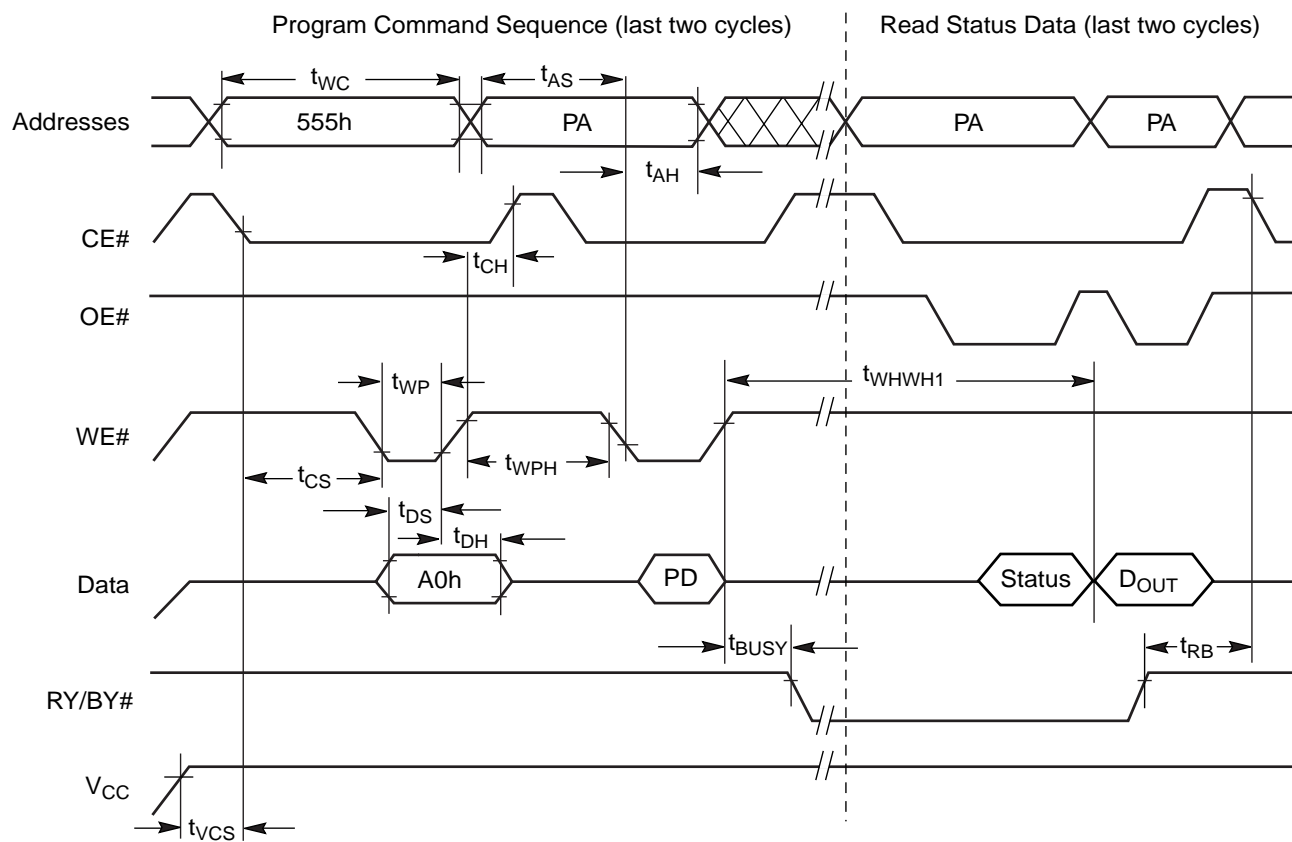 Program Command Sequence (last two cycles) Read Status Data (last two cycles)
tWC tAS
Addresses 555h PA PA PA
tAH
CE#
tCH
OE#
tWP tWHWH1
WE#
tCS tWPH
tDS
tDH
Data A0h PD Status DOUT
tBUSY tRB
RY/BY#
VCC
tVCS